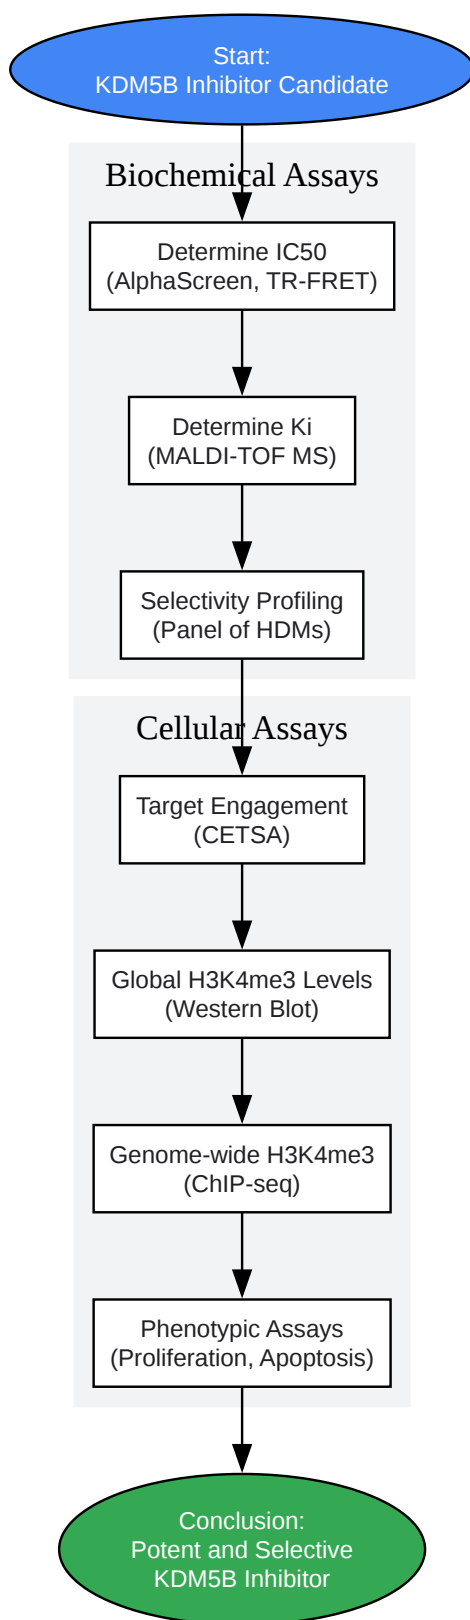 Start:
KDM5B Inhibitor Candidate
Biochemical Assays
Determine IC50
(AlphaScreen, TR-FRET)
Determine Ki
(MALDI-TOF MS)
Selectivity Profiling
(Panel of HDMs)
Cellular Assays
Target Engagement
(CETSA)
Global H3K4me3 Levels
(Western Blot)
Genome-wide H3K4me3
(ChIP-seq)
Phenotypic Assays
(Proliferation, Apoptosis)
Conclusion:
Potent and Selective
KDM5B Inhibitor